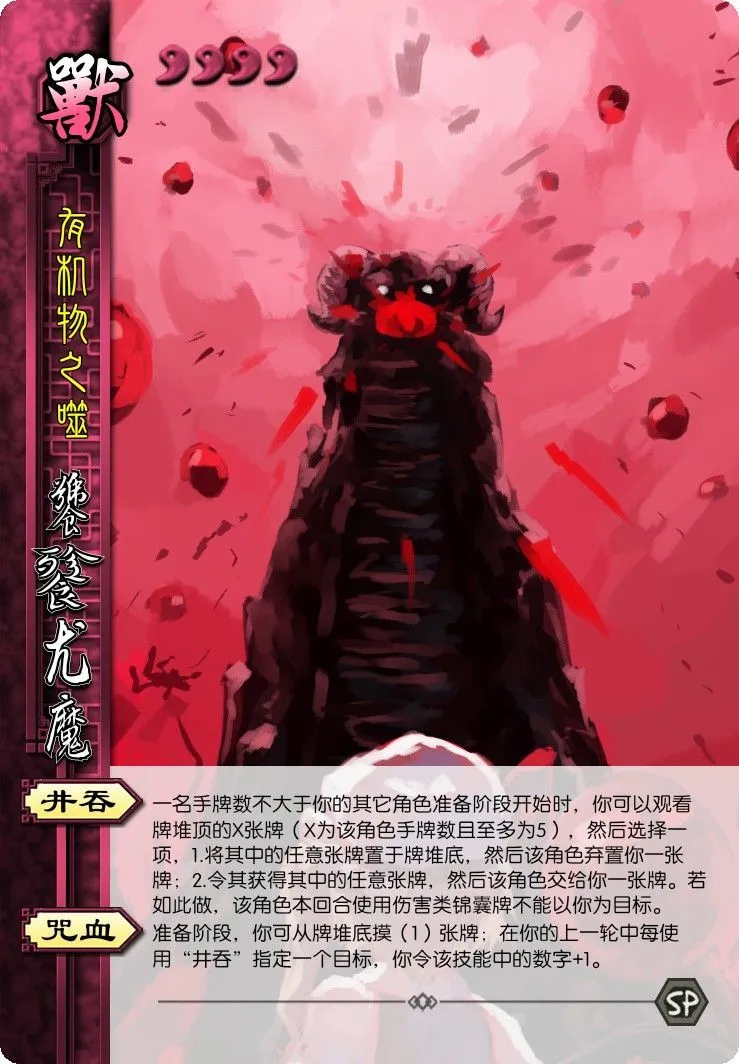 獸
有机物之噬
饕餮尤魔
井吞
一名手牌数不大于你的其它角色准备阶段开始时，你可以观看
牌堆顶的X张牌（X为该角色手牌数且至多为5），然后选择一
项，1.将其中的任意张牌置于牌堆底，然后该角色弃置你一张
牌；2.令其获得其中的任意张牌，然后该角色交给你一张牌。若
如此做，该角色本回合使用伤害类锦囊牌不能以你为目标。
咒血
准备阶段，你可从牌堆底摸（1）张牌；在你的上一轮中每使
用“井吞”指定一个目标，你令该技能中的数字+1。
SP